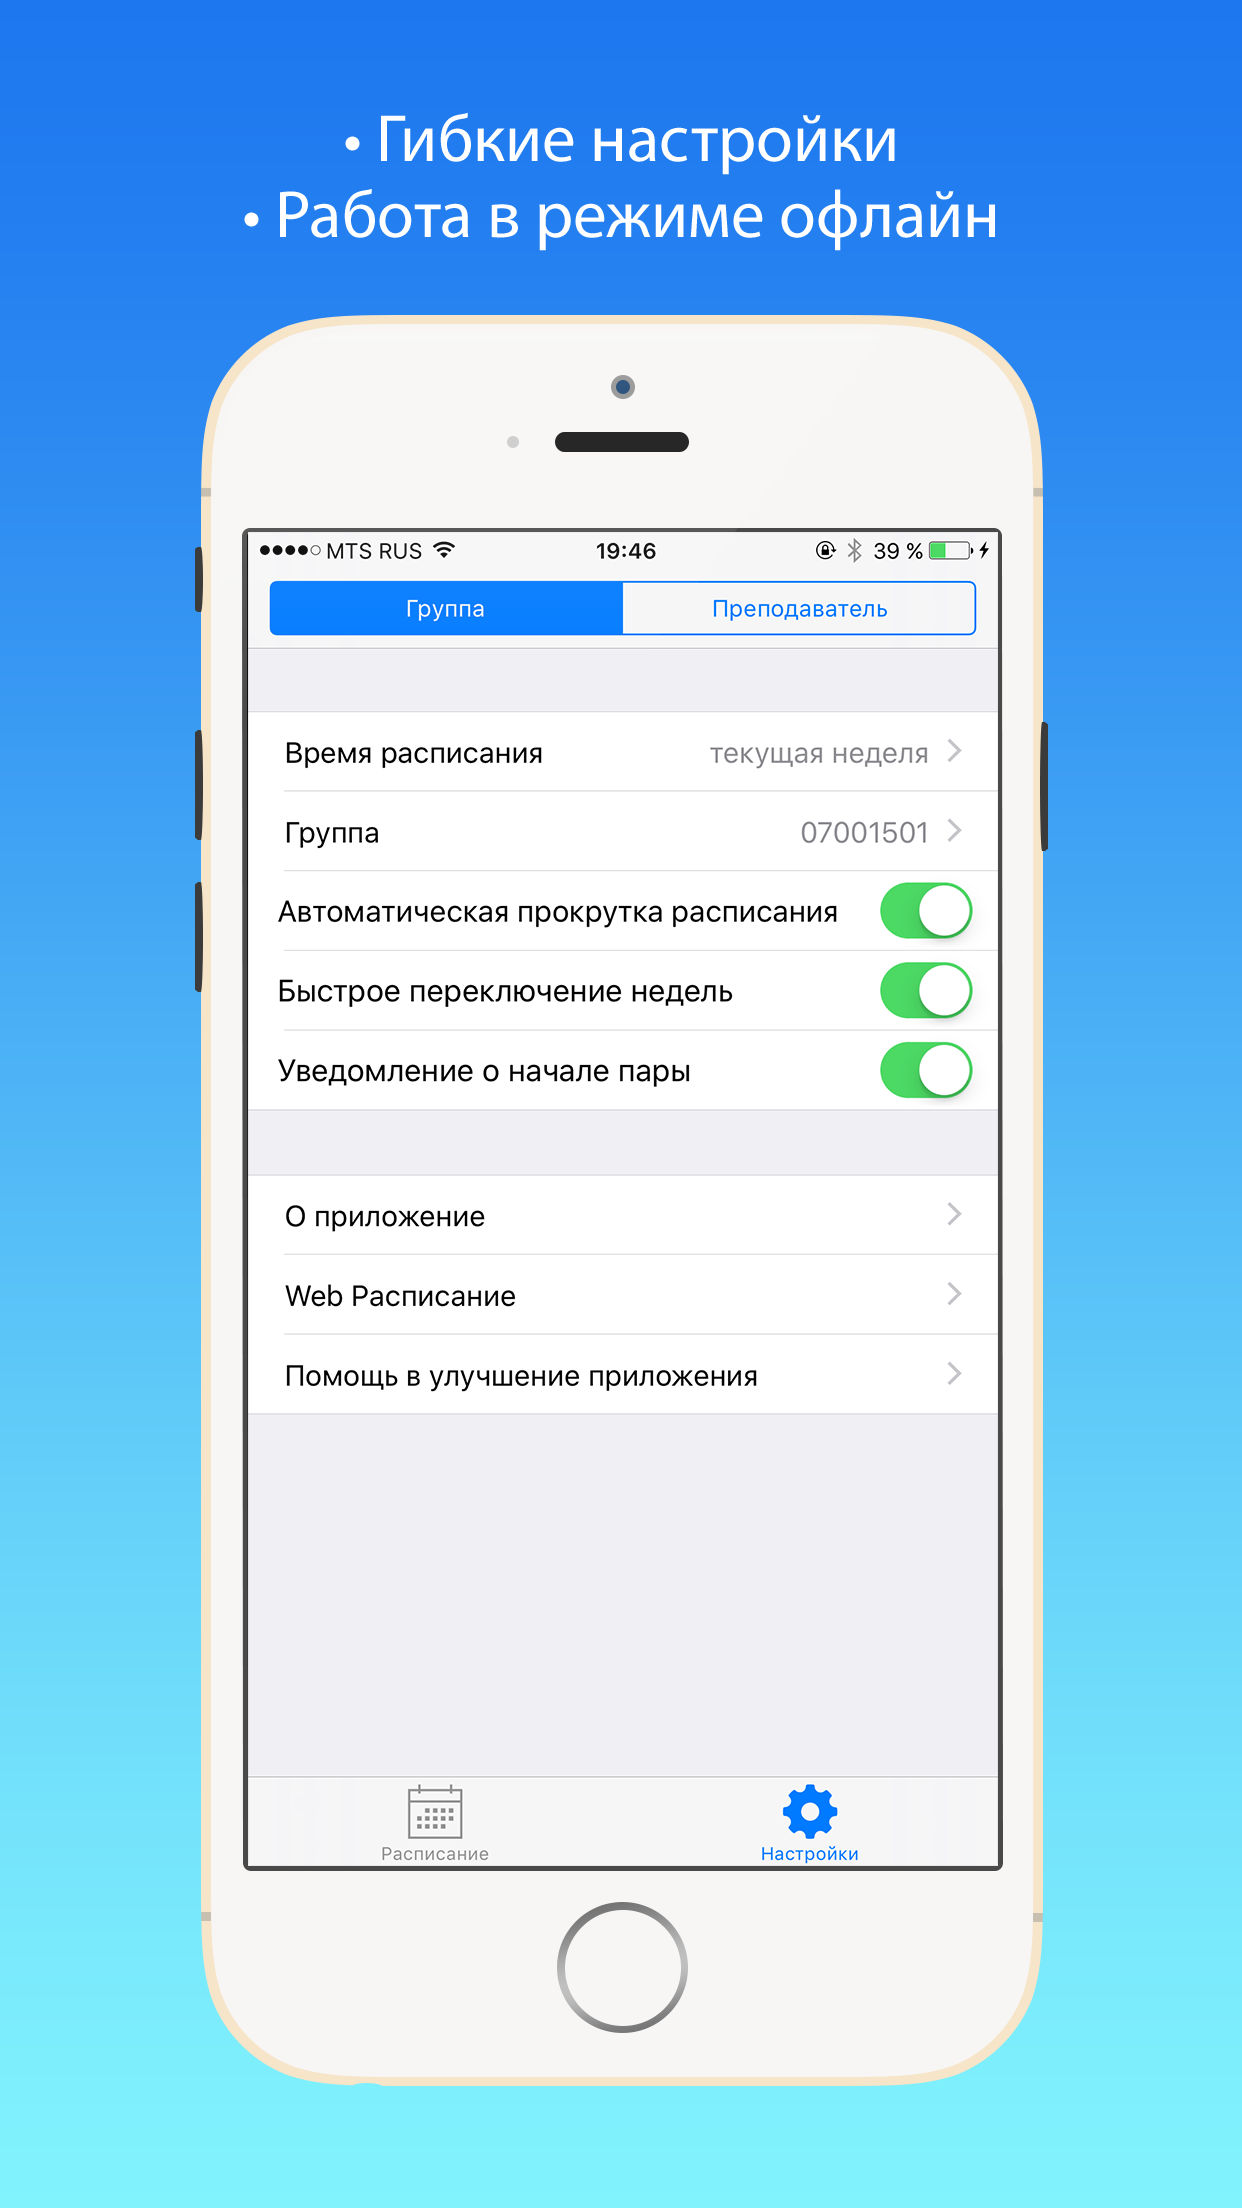 • Гибкие настройки
• Работа в режиме офлайн
MTS RUS 19:46 39 %
Группа Преподаватель
Время расписания текущая неделя
Группа 07001501
Автоматическая прокрутка расписания
Быстрое переключение недель
Уведомление о начале пары
О приложение
Web Расписание
Помощь в улучшение приложения
Расписание Настройки